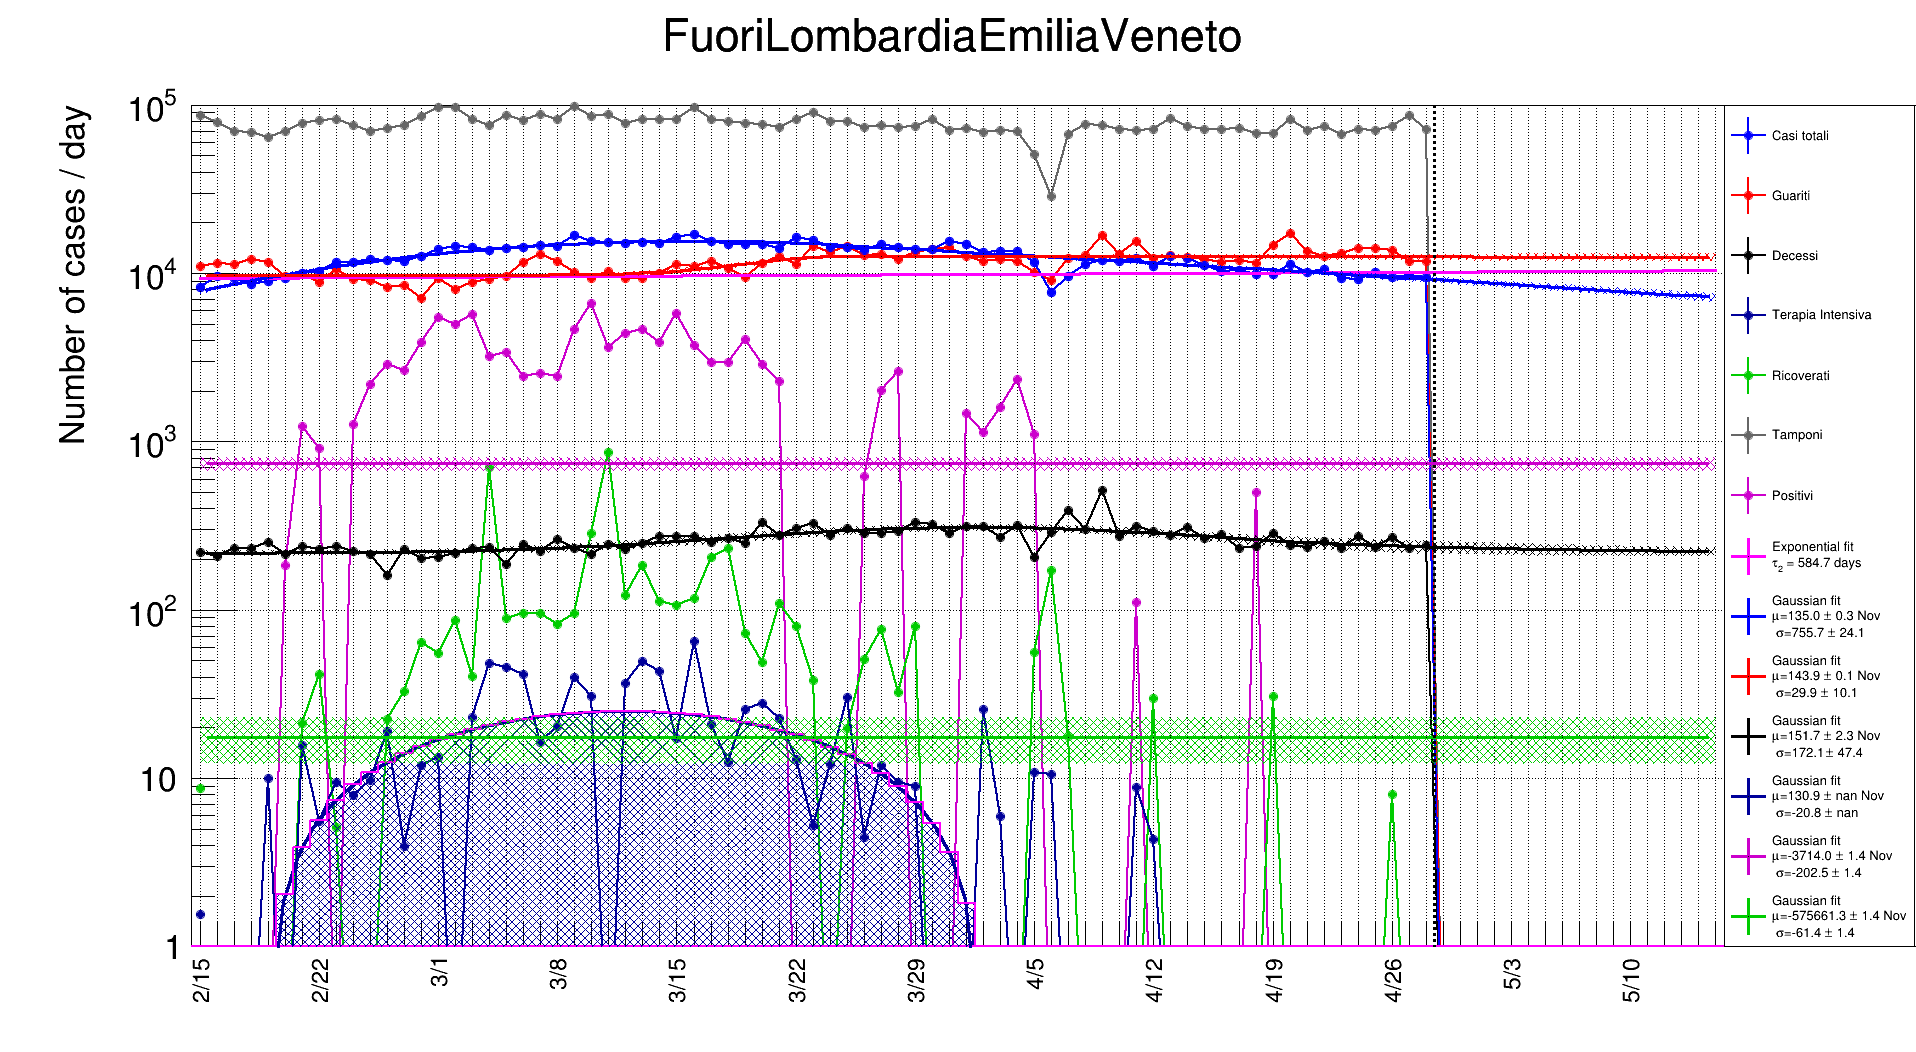 FuoriLombardiaEmiliaVeneto
Number of cases / day
10^5
10^4
10^3
10^2
10
1
2/15 2/22 3/1 3/8 3/15 3/22 3/29 4/5 4/12 4/19 4/26 5/3 5/10
Casi totali
Guariti
Decessi
Terapia Intensiva
Ricoverati
Tamponi
Positivi
Exponential fit
τ_2 = 584.7 days
Gaussian fit
μ=135.0 ± 0.3 Nov
σ=755.7 ± 24.1
Gaussian fit
μ=143.9 ± 0.1 Nov
σ=29.9 ± 10.1
Gaussian fit
μ=151.7 ± 2.3 Nov
σ=172.1 ± 47.4
Gaussian fit
μ=130.9 ± nan Nov
σ=-20.8 ± nan
Gaussian fit
μ=-3714.0 ± 1.4 Nov
σ=-202.5 ± 1.4
Gaussian fit
μ=-575661.3 ± 1.4 Nov
σ=-61.4 ± 1.4